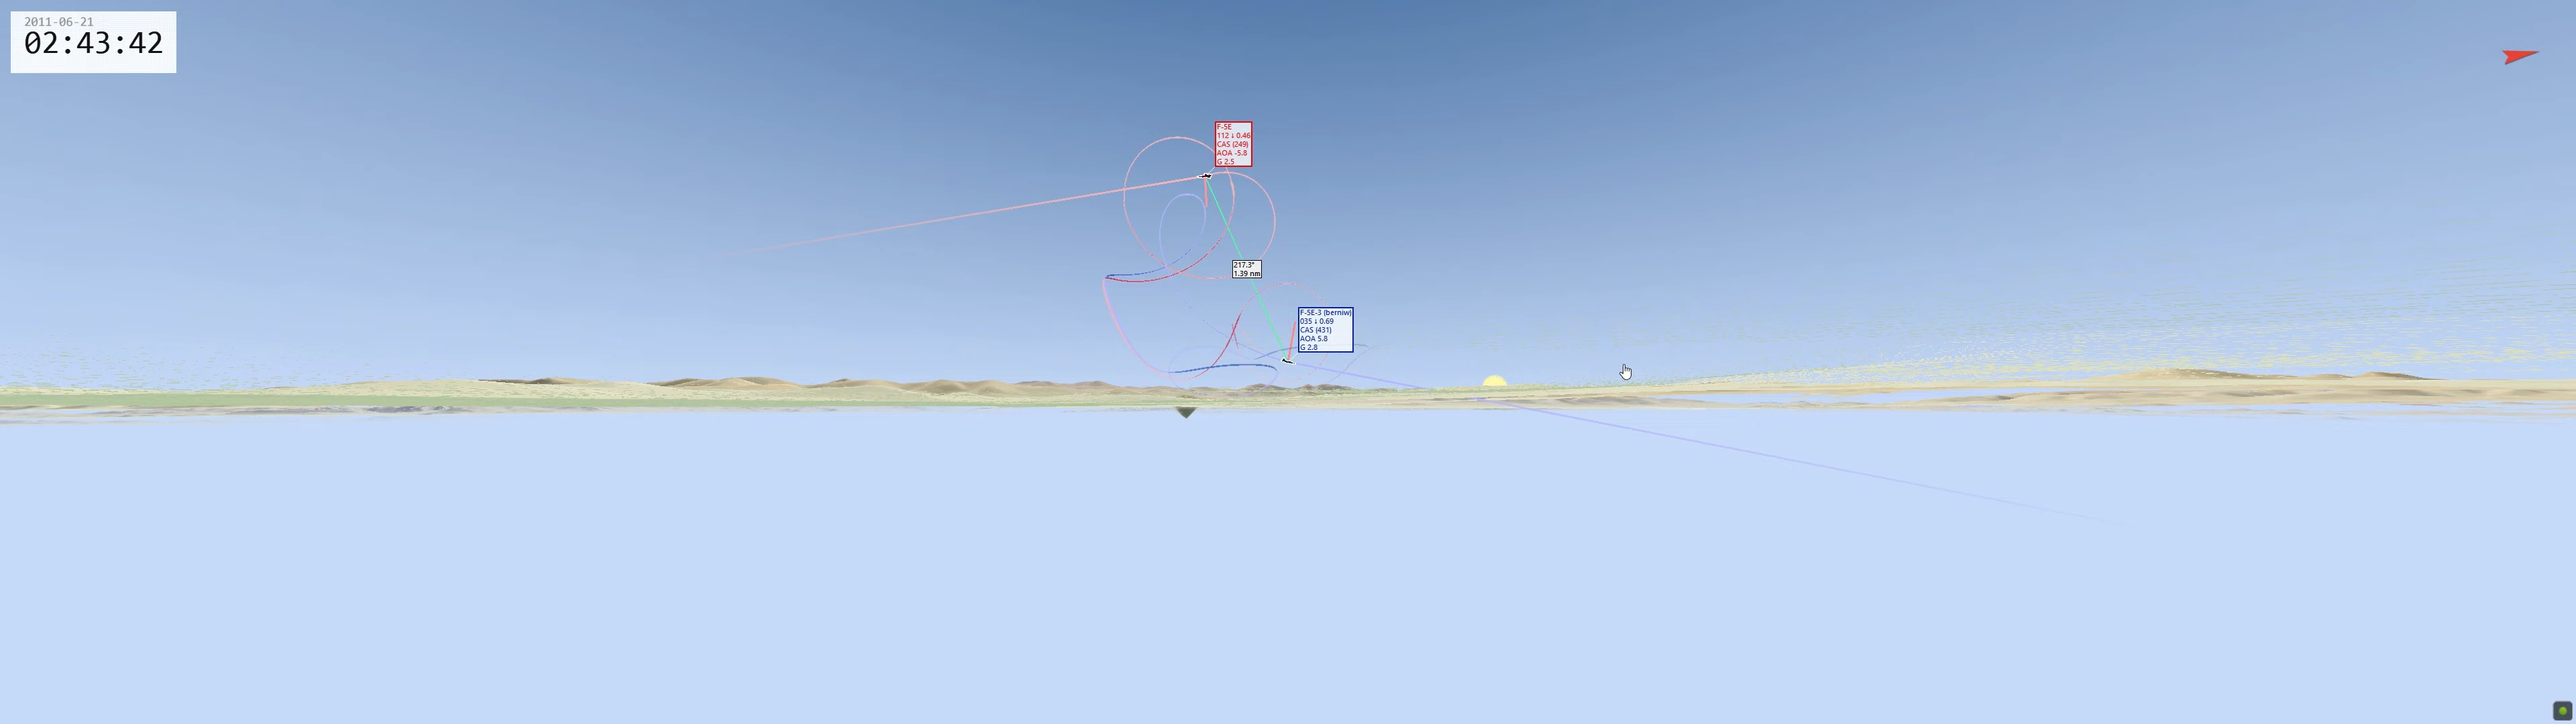 2011-06-21
02:43:42
F-5E
112 ↓ 0.46
CAS (249)
AOA -5.8
G 2.5
217.3°
1.39 nm
F-5E-3 (berniw)
035 ↓ 0.69
CAS (431)
AOA 5.8
G 2.8